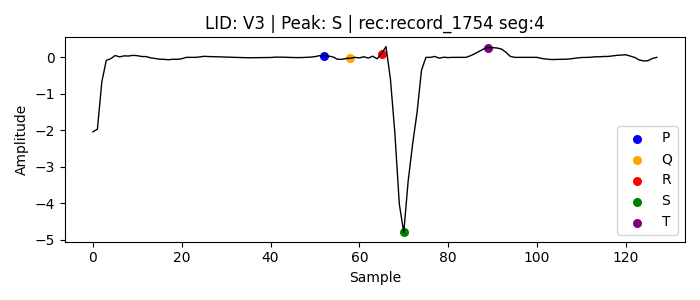 LID: V3 | Peak: S | rec:record_1754 seg:4
Amplitude
0
−1
−2
−3
−4
−5
P
Q
R
S
T
0 20 40 60 80 100 120
Sample